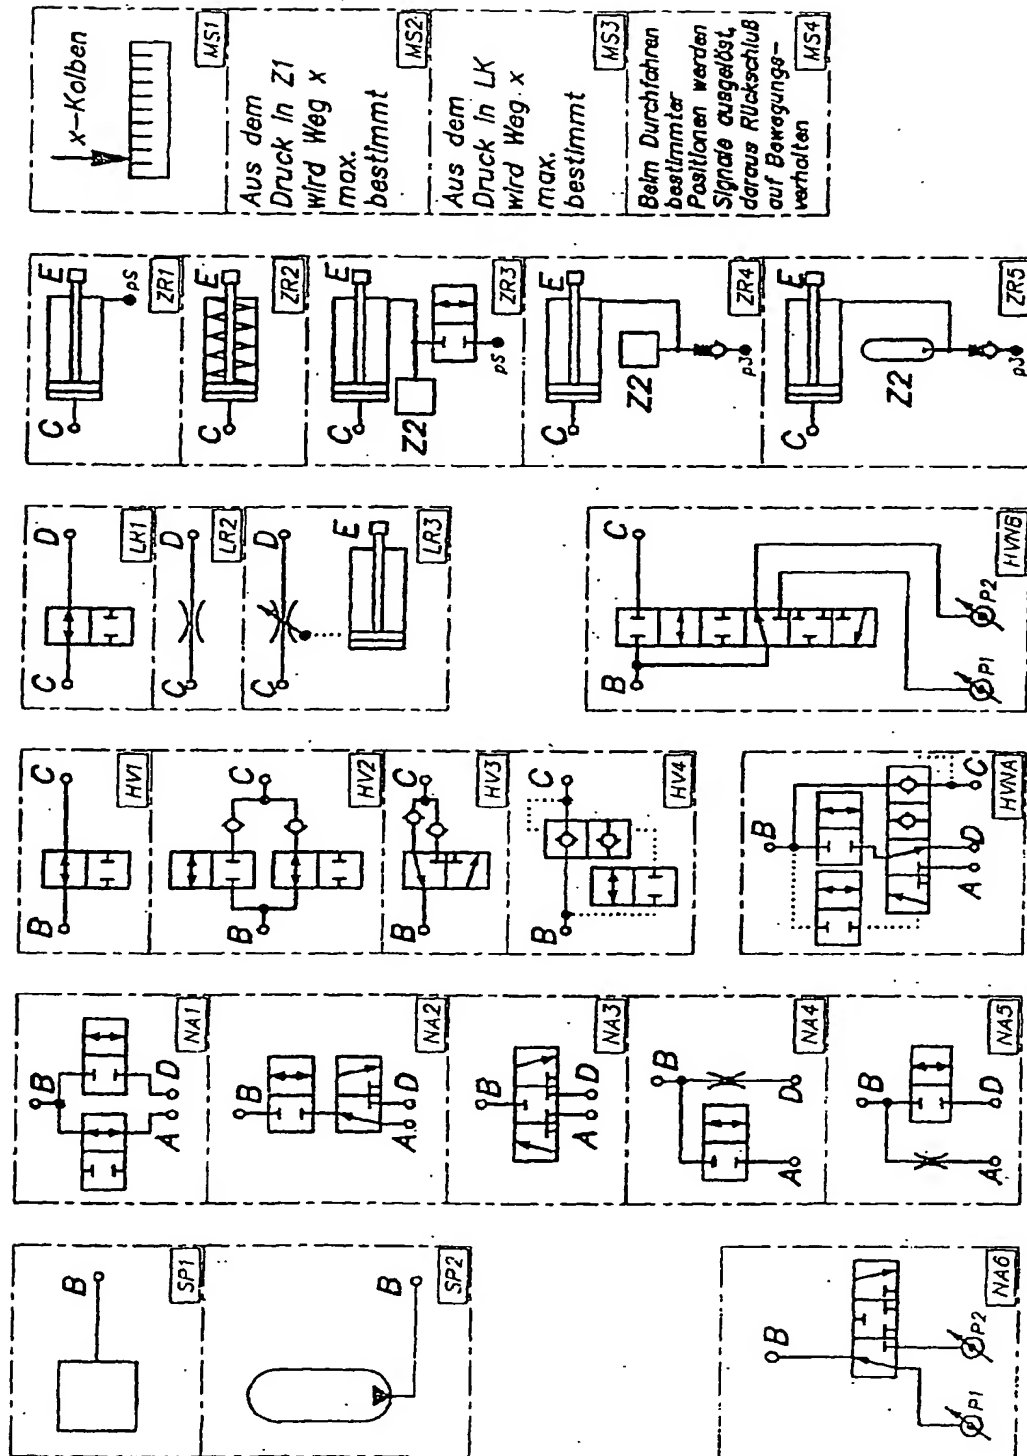 B
SP1
B
SP2
B
P1
P2
NA6
B
A
D
NA1
B
A
D
NA2
B
A
D
NA3
B
A
D
NA4
B
A
D
NA5
B
C
HV1
B
C
HV2
B
C
HV3
B
C
HV4
B
A
D
C
HVNA
C
D
LR1
C
D
LR2
C
D
E
LR3
B
C
P1
P2
HVNB
C
E
pS
ZR1
C
E
ZR2
C
E
Z2
pS
ZR3
C
E
Z2
p3
ZR4
C
E
Z2
p3
ZR5
x-Kolben
MS1
Aus dem
Druck in Z1
wird Weg x
max.
bestimmt
MS2
Aus dem
Druck in LK
wird Weg x
max.
bestimmt
MS3
Beim Durchfahren
bestimmter
Positionen werden
Signale ausgelöst,
daraus Rückschluß
auf Bewegungs-
verhalten
MS4